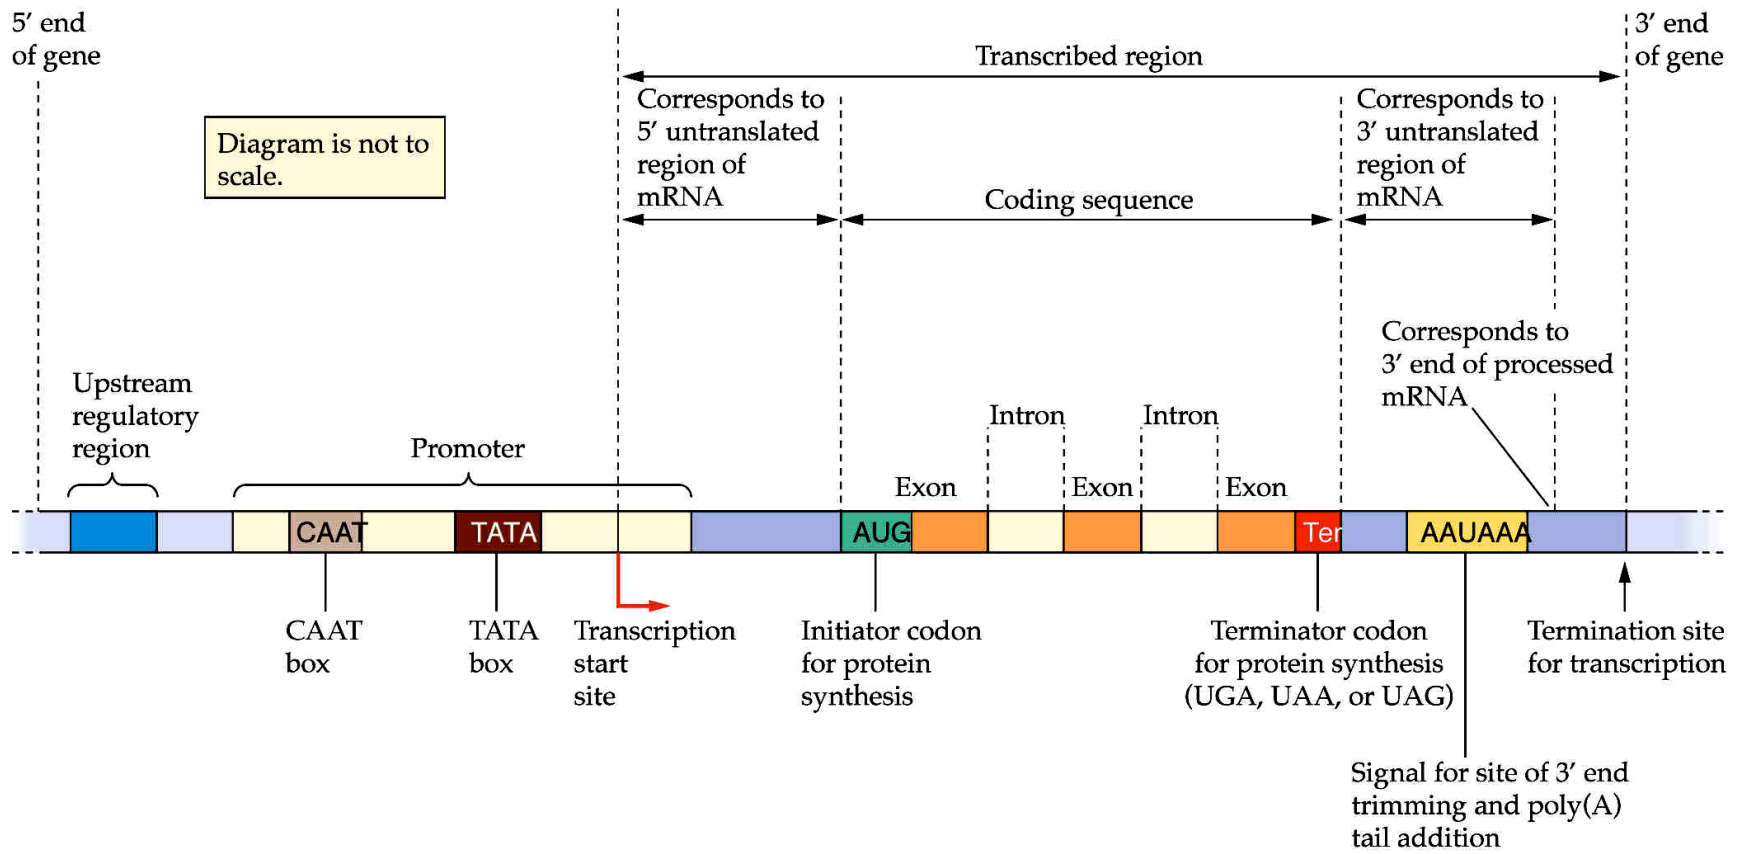 5′ end
of gene
3′ end
of gene
Transcribed region
Diagram is not to
scale.
Corresponds to
5′ untranslated
region of
mRNA
Coding sequence
Corresponds to
3′ untranslated
region of
mRNA
Corresponds to
3′ end of processed
mRNA
Upstream
regulatory
region
Promoter
Intron
Intron
Exon
Exon
Exon
CAAT
TATA
AUG
Ter
AAUAAA
CAAT
box
TATA
box
Transcription
start
site
Initiator codon
for protein
synthesis
Terminator codon
for protein synthesis
(UGA, UAA, or UAG)
Termination site
for transcription
Signal for site of 3′ end
trimming and poly(A)
tail addition